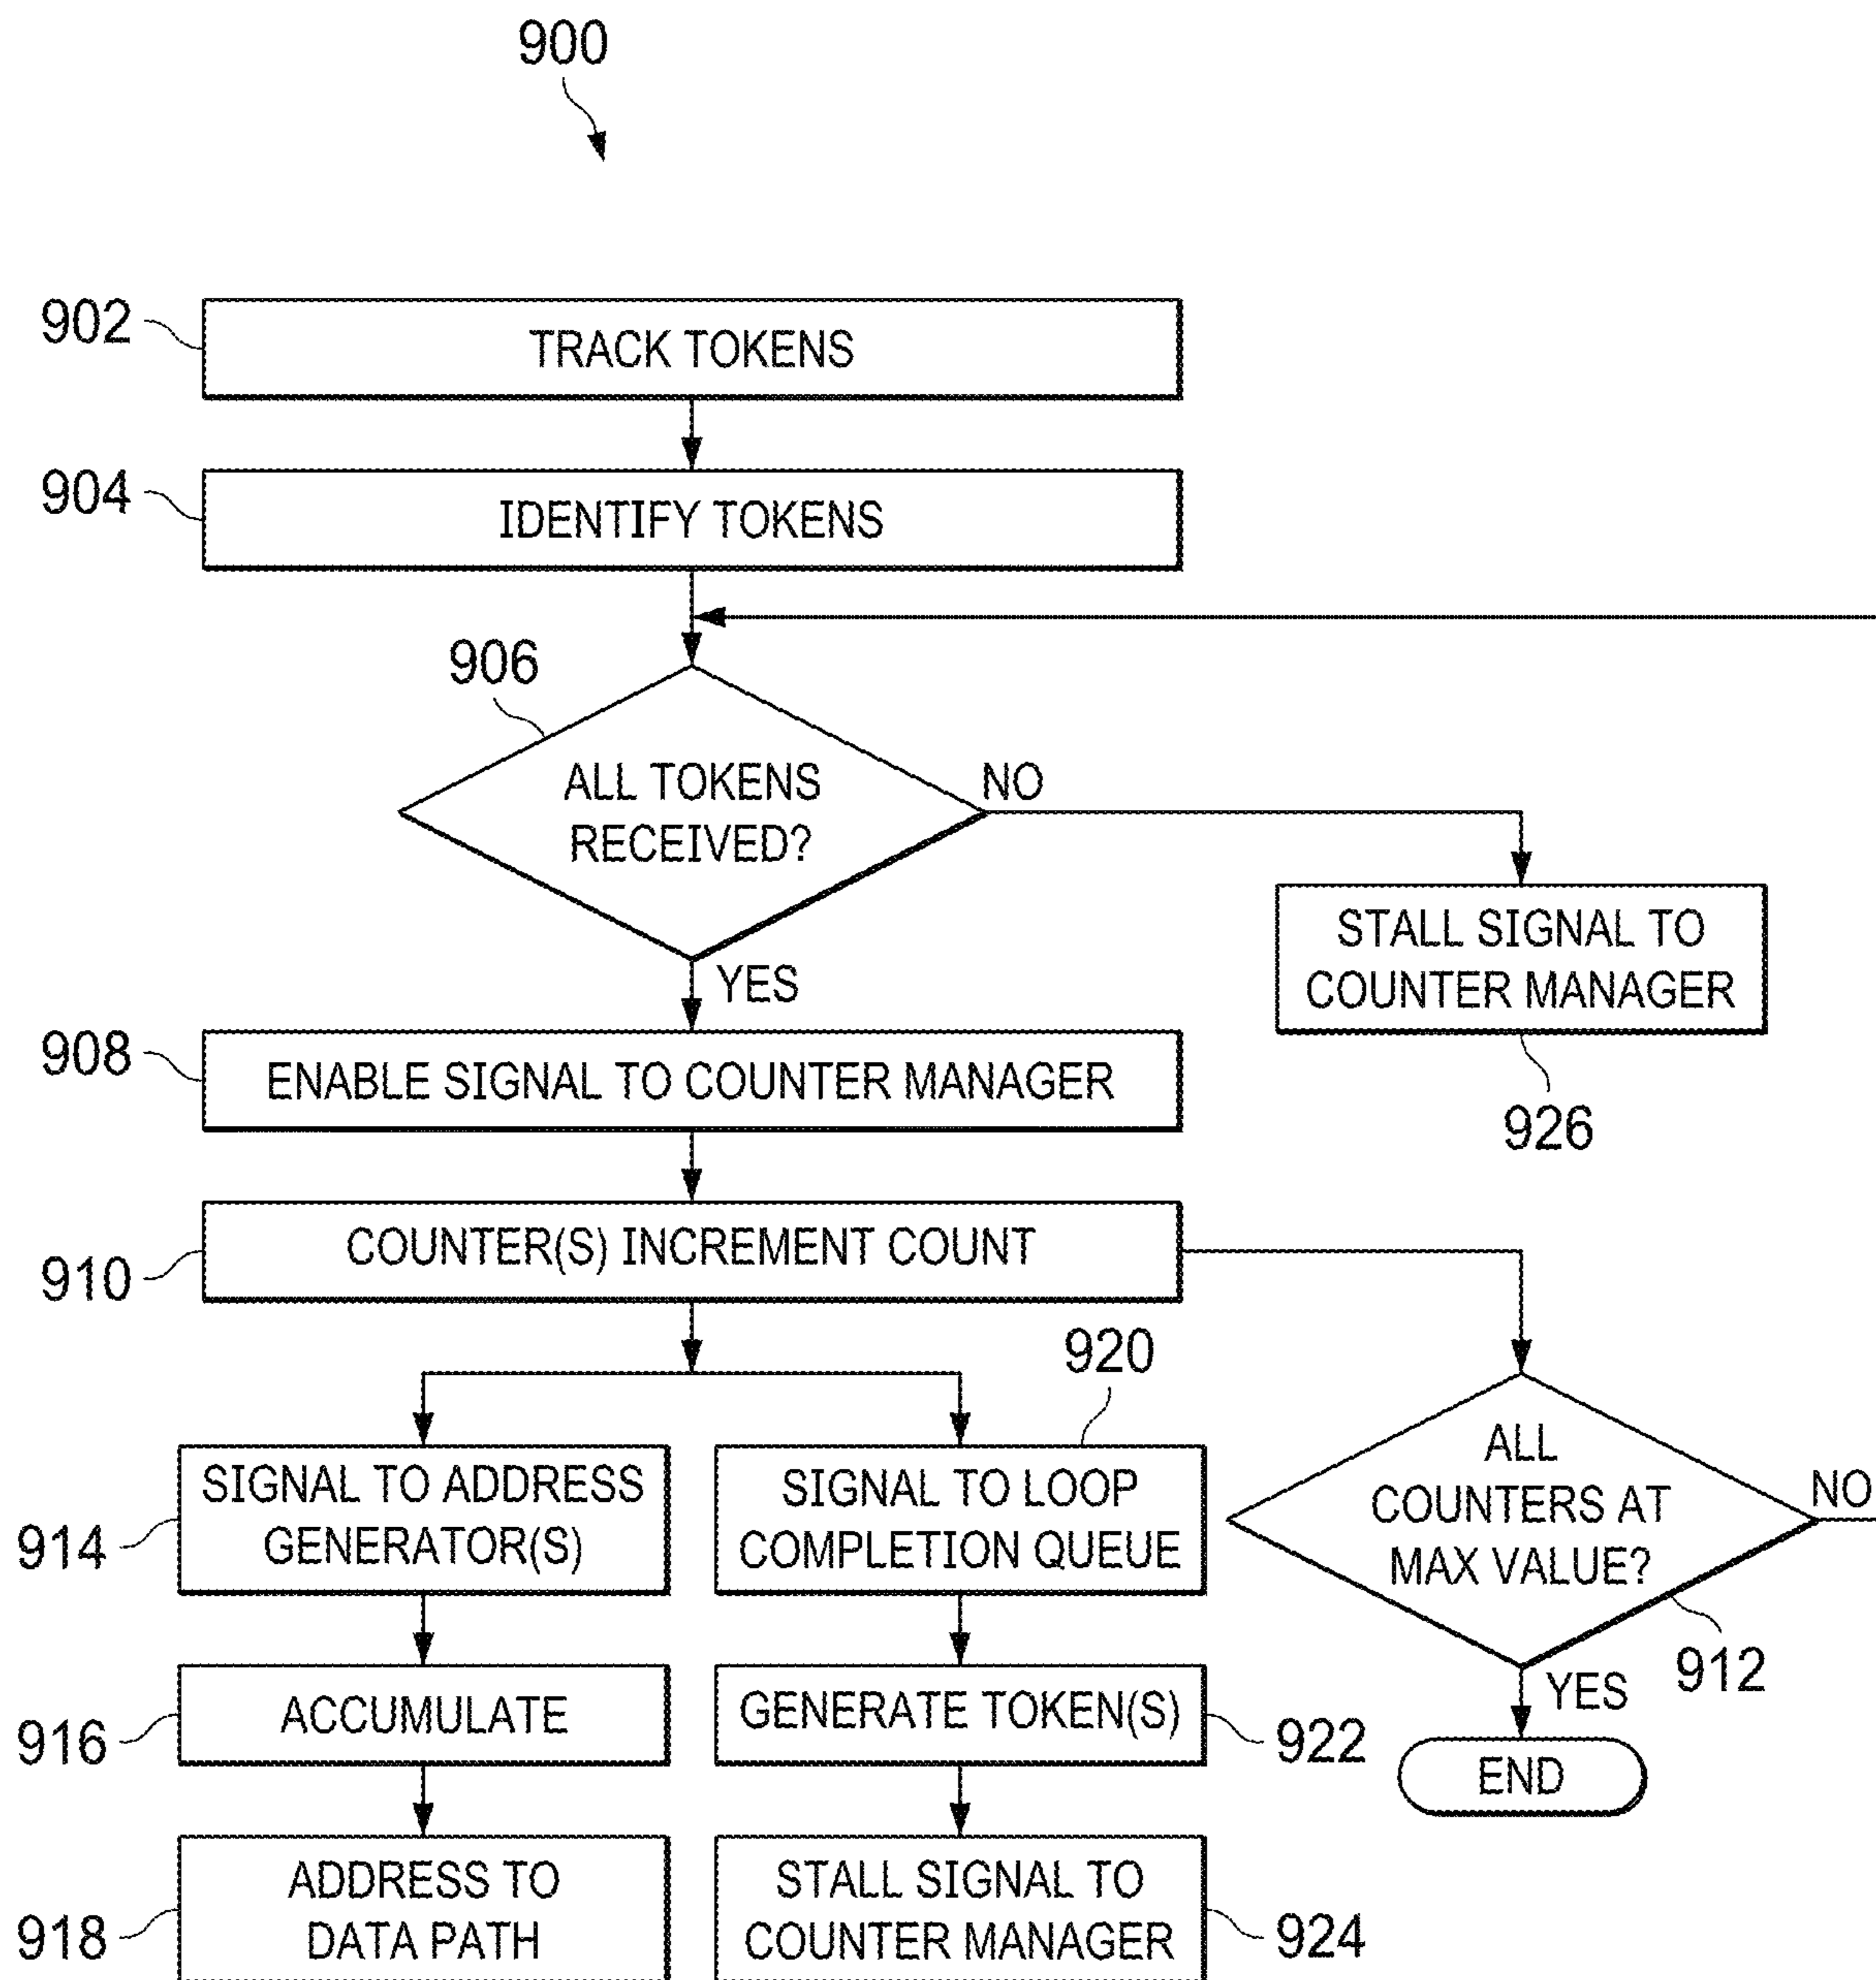 900
902
TRACK TOKENS
904
IDENTIFY TOKENS
906
ALL TOKENS
RECEIVED?
NO
YES
STALL SIGNAL TO
COUNTER MANAGER
926
908
ENABLE SIGNAL TO COUNTER MANAGER
910
COUNTER(S) INCREMENT COUNT
914
SIGNAL TO ADDRESS
GENERATOR(S)
920
SIGNAL TO LOOP
COMPLETION QUEUE
ALL
COUNTERS AT
MAX VALUE?
NO
912
YES
END
916
ACCUMULATE
GENERATE TOKEN(S)
922
918
ADDRESS TO
DATA PATH
STALL SIGNAL TO
COUNTER MANAGER
924